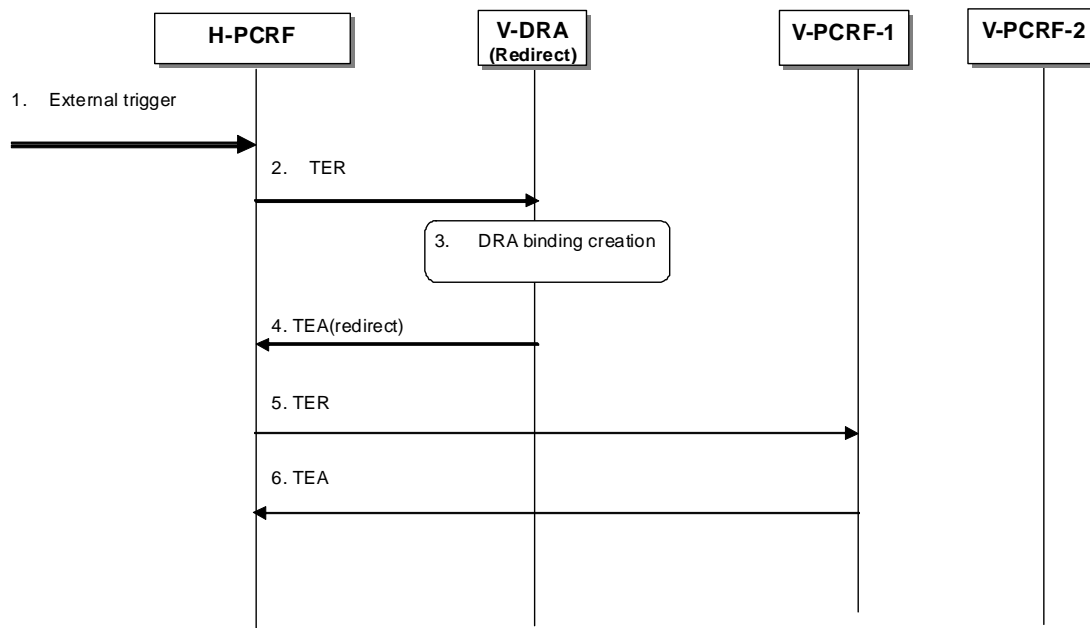 H-PCRF
V-DRA
(Redirect)
V-PCRF-1
V-PCRF-2
1. External trigger
2. TER
3. DRA binding creation
4. TEA(redirect)
5. TER
6. TEA